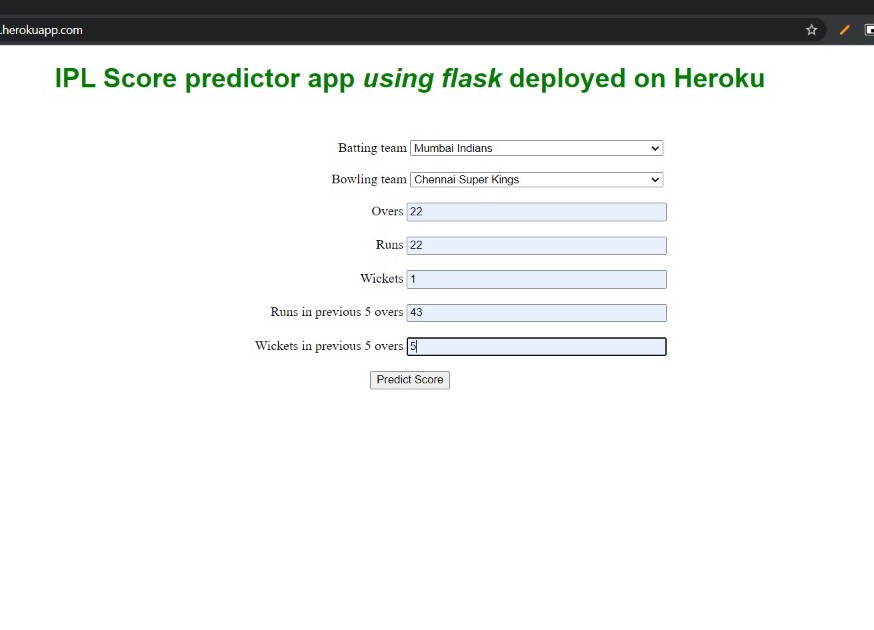 .herokuapp.com
IPL Score predictor app using flask deployed on Heroku
Batting team Mumbai Indians
Bowling team Chennai Super Kings
Overs 22
Runs 22
Wickets 1
Runs in previous 5 overs 43
Wickets in previous 5 overs 5
Predict Score